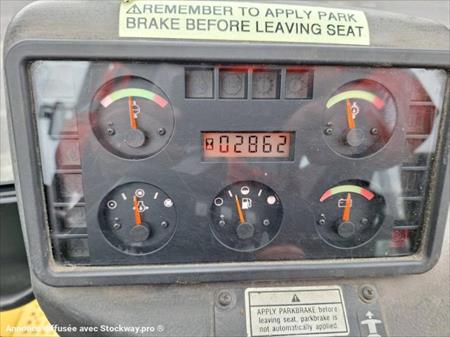 ⚠REMEMBER TO APPLY PARK
BRAKE BEFORE LEAVING SEAT
02862
APPLY PARKBRAKE before
leaving seat, parkbrake is
not automatically applied.
Annonce diffusée avec Stockway.pro ®